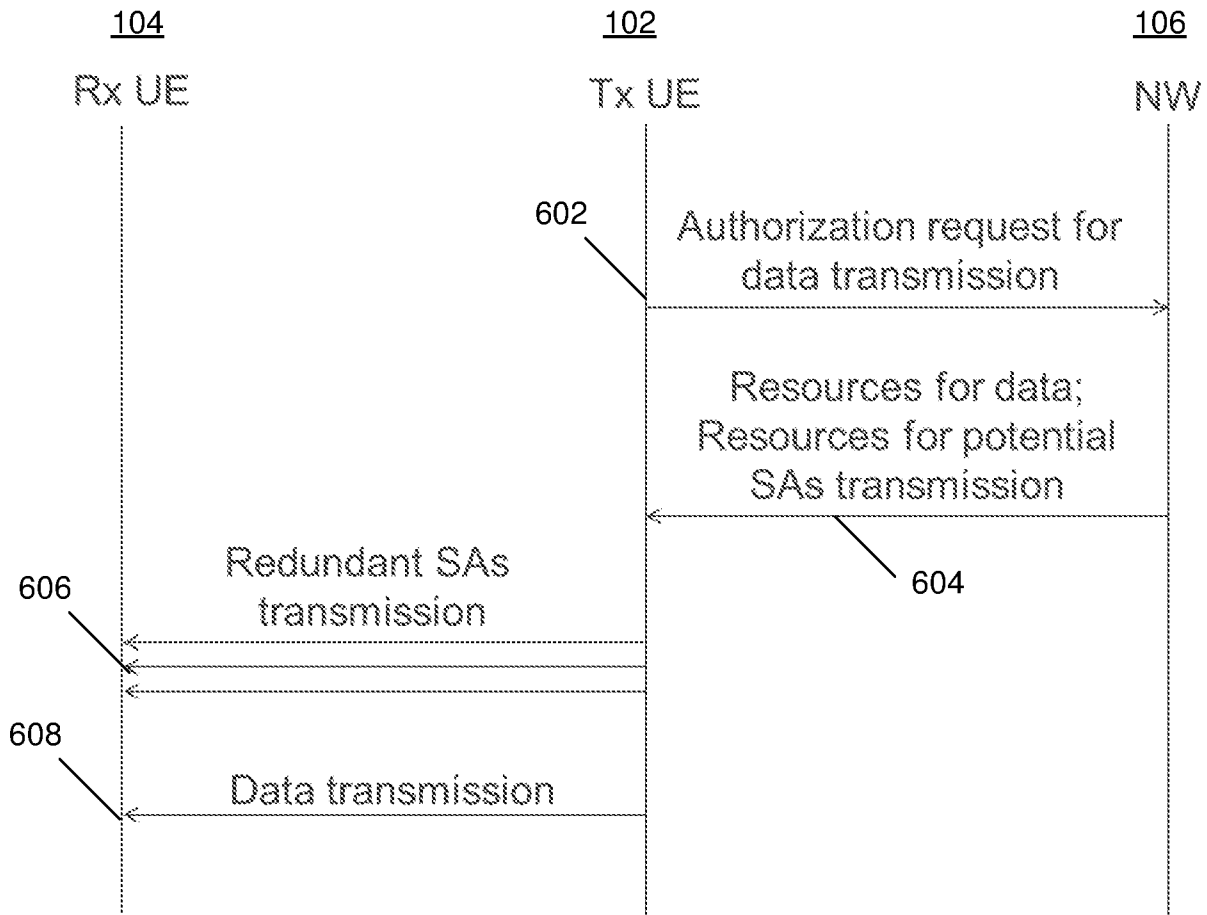 104
102
106
Rx UE
Tx UE
NW
602
Authorization request for
data transmission
Resources for data;
Resources for potential
SAs transmission
604
Redundant SAs
transmission
606
608
Data transmission